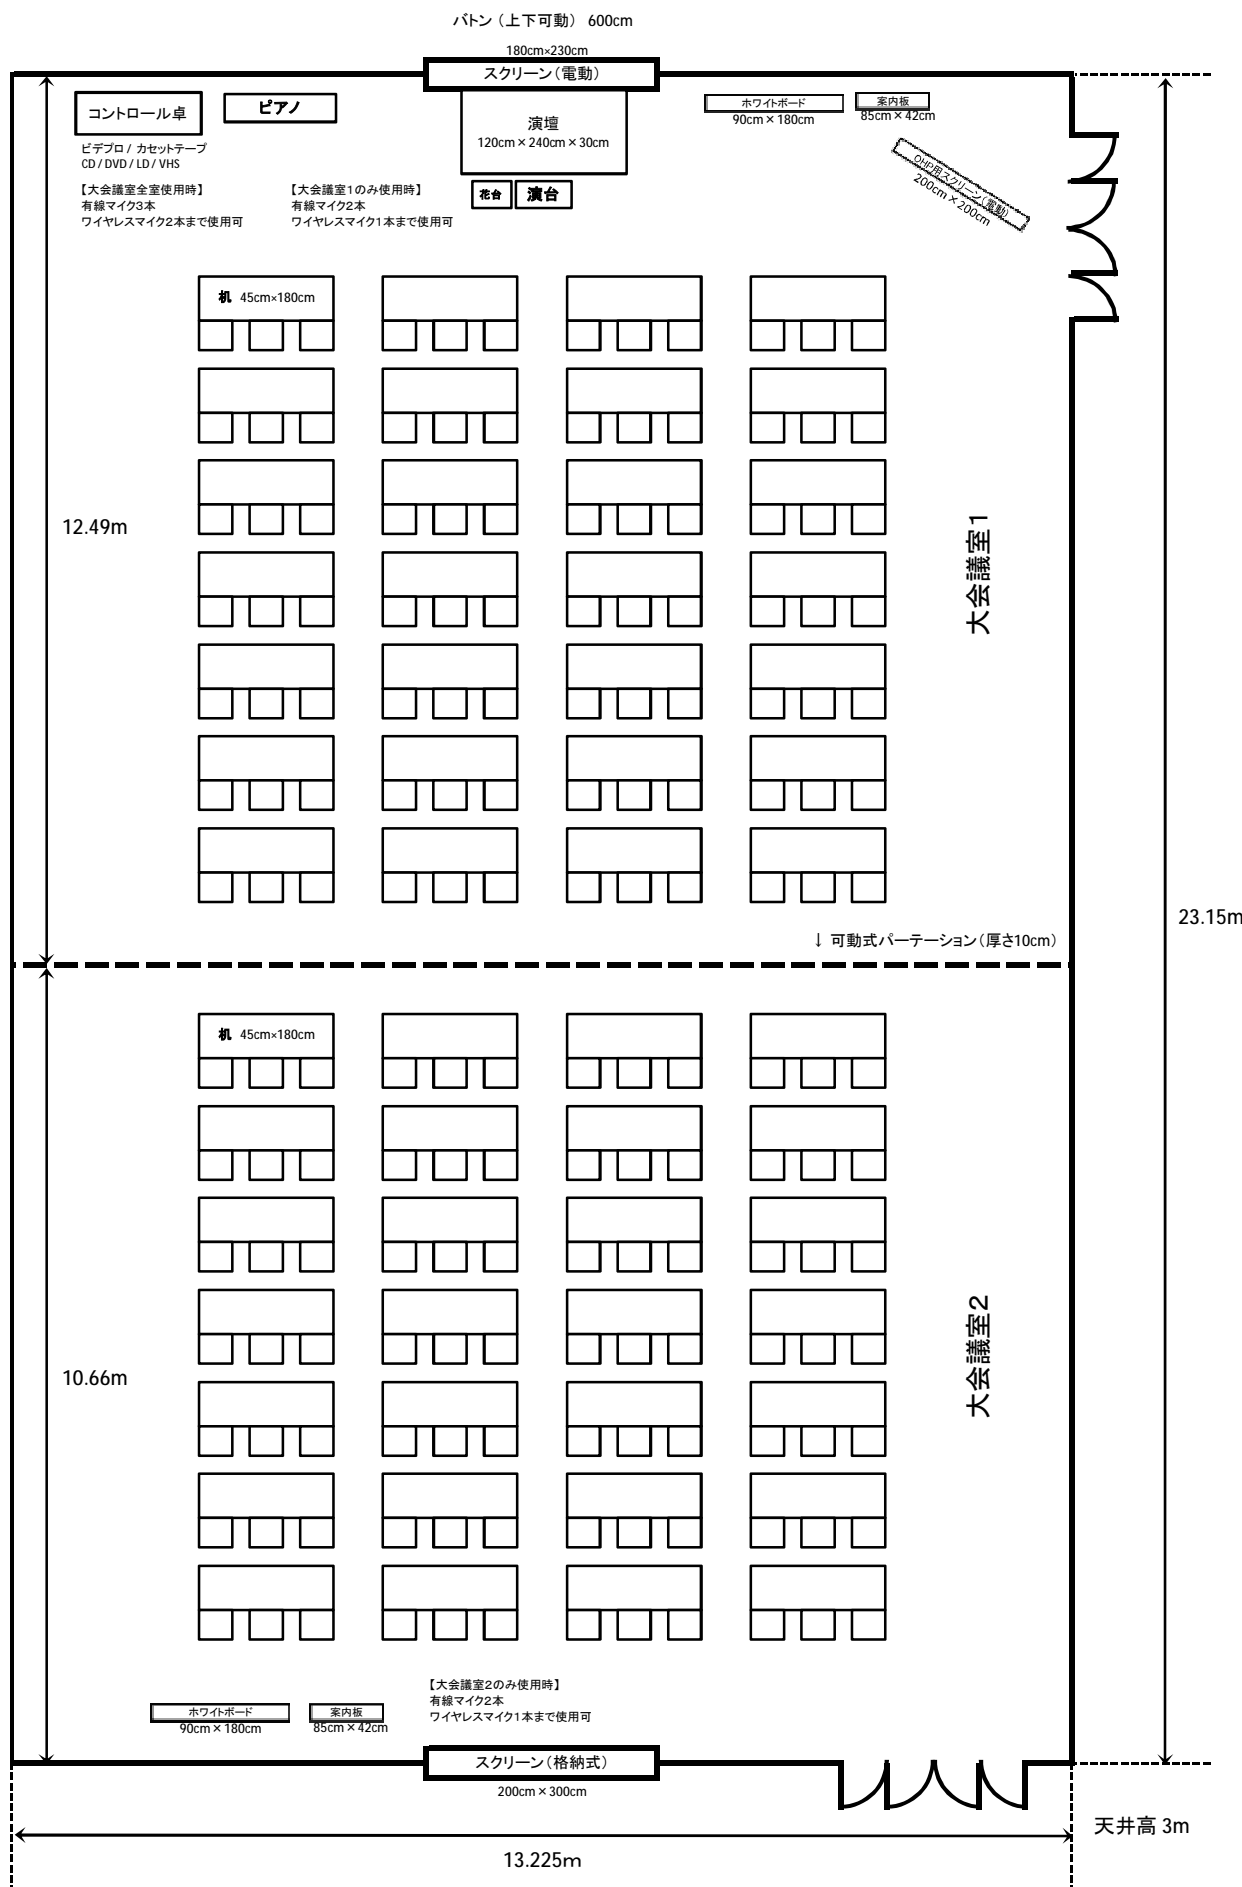 バトン（上下可動） 600cm
180cm×230cm
スクリーン（電動）
コントロール卓
ピアノ
演壇
120cm×240cm×30cm
ホワイトボード
90cm×180cm
案内板
85cm×42cm
OHP用スクリーン（電動）
200cm×200cm
花台
演台
ビデプロ / カセットテープ
CD / DVD / LD / VHS
【大会議室全室使用時】
有線マイク3本
ワイヤレスマイク2本まで使用可
【大会議室1のみ使用時】
有線マイク2本
ワイヤレスマイク1本まで使用可
机 45cm×180cm
12.49m
大会議室1
23.15m
↓ 可動式パーテーション（厚さ10cm）
机 45cm×180cm
10.66m
大会議室2
【大会議室2のみ使用時】
有線マイク2本
ワイヤレスマイク1本まで使用可
ホワイトボード
90cm×180cm
案内板
85cm×42cm
スクリーン（格納式）
200cm×300cm
天井高 3m
13.225m